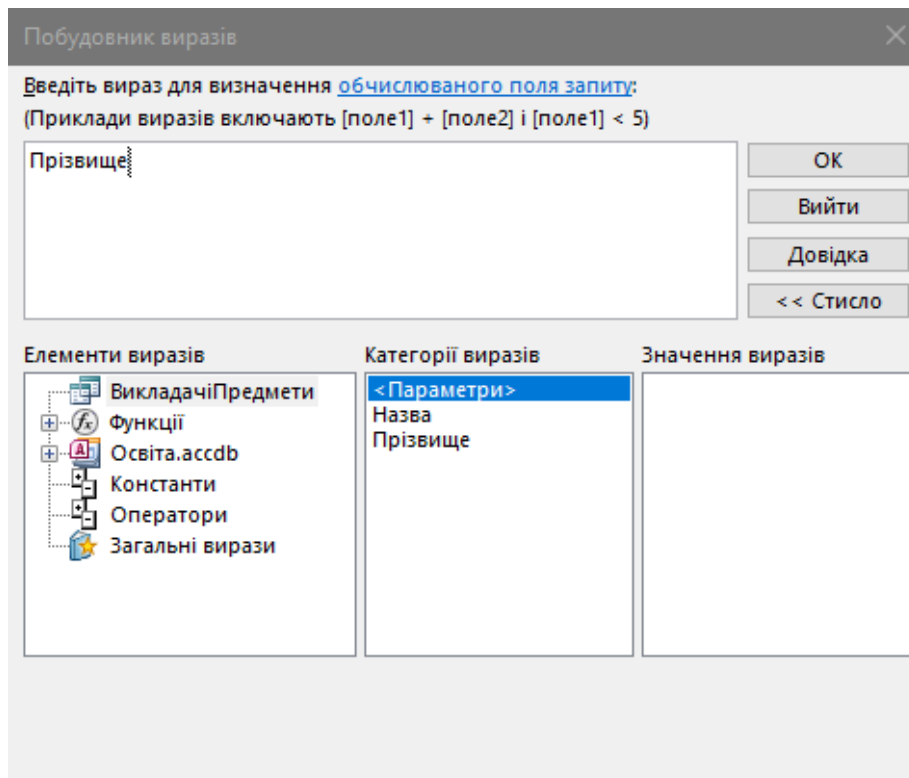 Побудовник виразів
Введіть вираз для визначення обчислюваного поля запиту:
(Приклади виразів включають [поле1] + [поле2] і [поле1] < 5)
Прізвище
ОК
Вийти
Довідка
<< Стисло
Елементи виразів
ВикладачіПредмети
Функції
Освіта.accdb
Константи
Оператори
Загальні вирази
Категорії виразів
<Параметри>
Назва
Прізвище
Значення виразів